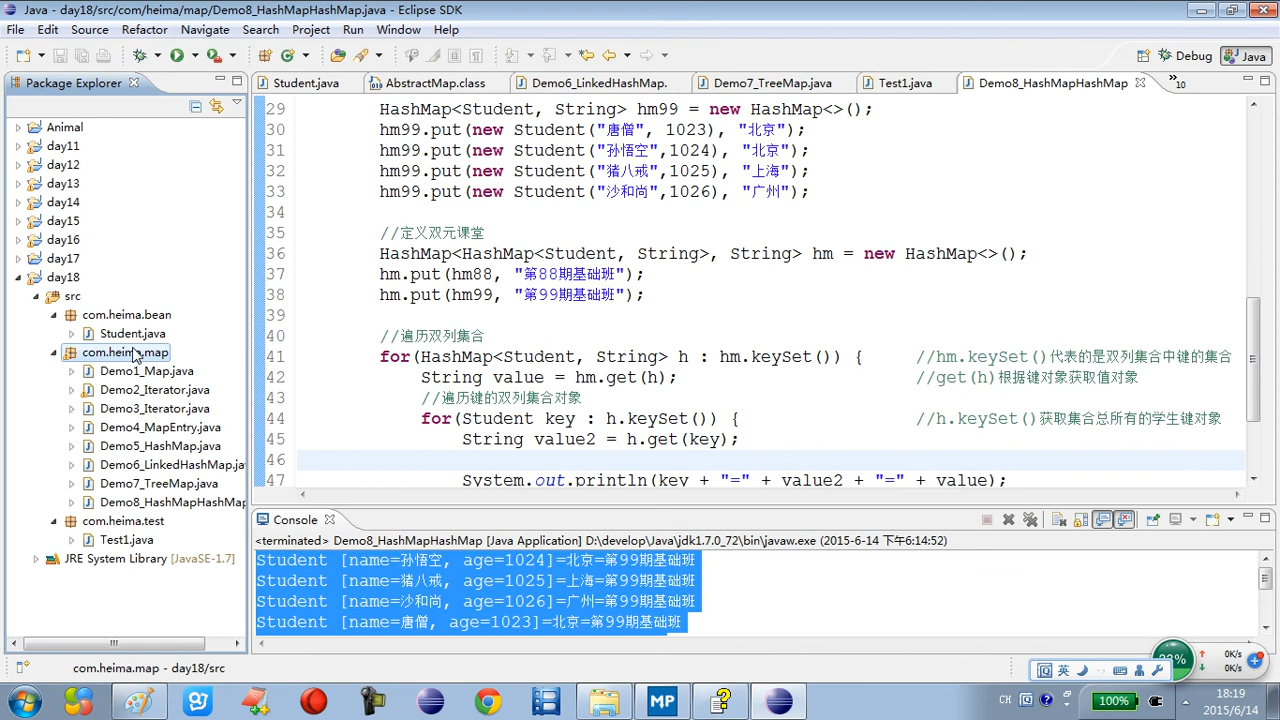 Java - day18/src/com/heima/map/Demo8_HashMapHashMap.java - Eclipse SDK
File Edit Source Refactor Navigate Search Project Run Window Help
Debug Java
Package Explorer
Student.java AbstractMap.class Demo6_LinkedHashMap. Demo7_TreeMap.java Test1.java Demo8_HashMapHashMap »10
Animal
day11
day12
day13
day14
day15
day16
day17
day18
src
com.heima.bean
Student.java
com.heima.map
Demo1_Map.java
Demo2_Iterator.java
Demo3_Iterator.java
Demo4_MapEntry.java
Demo5_HashMap.java
Demo6_LinkedHashMap.ja
Demo7_TreeMap.java
Demo8_HashMapHashMap
com.heima.test
Test1.java
JRE System Library [JavaSE-1.7]
29 HashMap<Student, String> hm99 = new HashMap<>();
30 hm99.put(new Student("唐僧", 1023), "北京");
31 hm99.put(new Student("孙悟空",1024), "北京");
32 hm99.put(new Student("猪八戒",1025), "上海");
33 hm99.put(new Student("沙和尚",1026), "广州");
34
35 //定义双元课堂
36 HashMap<HashMap<Student, String>, String> hm = new HashMap<>();
37 hm.put(hm88, "第88期基础班");
38 hm.put(hm99, "第99期基础班");
39
40 //遍历双列集合
41 for(HashMap<Student, String> h : hm.keySet()) { //hm.keySet()代表的是双列集合中键的集合
42 String value = hm.get(h); //get(h)根据键对象获取值对象
43 //遍历键的双列集合对象
44 for(Student key : h.keySet()) { //h.keySet()获取集合总所有的学生键对象
45 String value2 = h.get(key);
46
47 System.out.println(key + "=" + value2 + "=" + value);
Console
<terminated> Demo8_HashMapHashMap [Java Application] D:\develop\Java\jdk1.7.0_72\bin\javaw.exe (2015-6-14 下午6:14:52)
Student [name=孙悟空, age=1024]=北京=第99期基础班
Student [name=猪八戒, age=1025]=上海=第99期基础班
Student [name=沙和尚, age=1026]=广州=第99期基础班
Student [name=唐僧, age=1023]=北京=第99期基础班
com.heima.map - day18/src
0K/s
0K/s
英
MP
CH
100%
18:19
2015/6/14